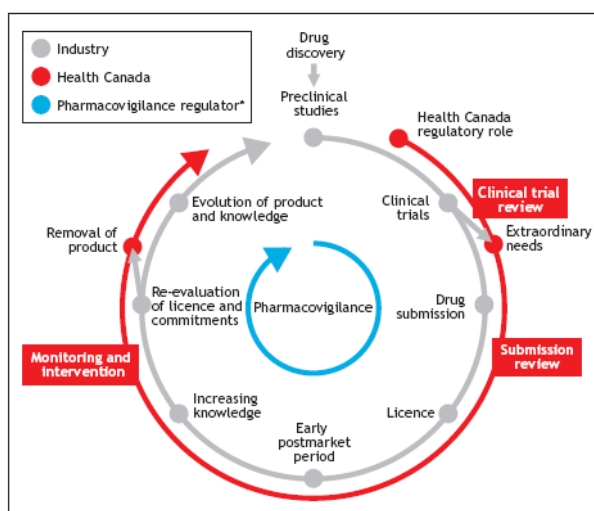 Industry
Health Canada
Pharmacovigilance regulator*
Drug
discovery
Preclinical
studies
Health Canada
regulatory role
Clinical trial
review
Clinical
trials
Extraordinary
needs
Evolution of product
and knowledge
Removal of
product
Re-evaluation
of licence and
commitments
Pharmacovigilance
Drug
submission
Monitoring and
intervention
Submission
review
Increasing
knowledge
Licence
Early
postmarket
period